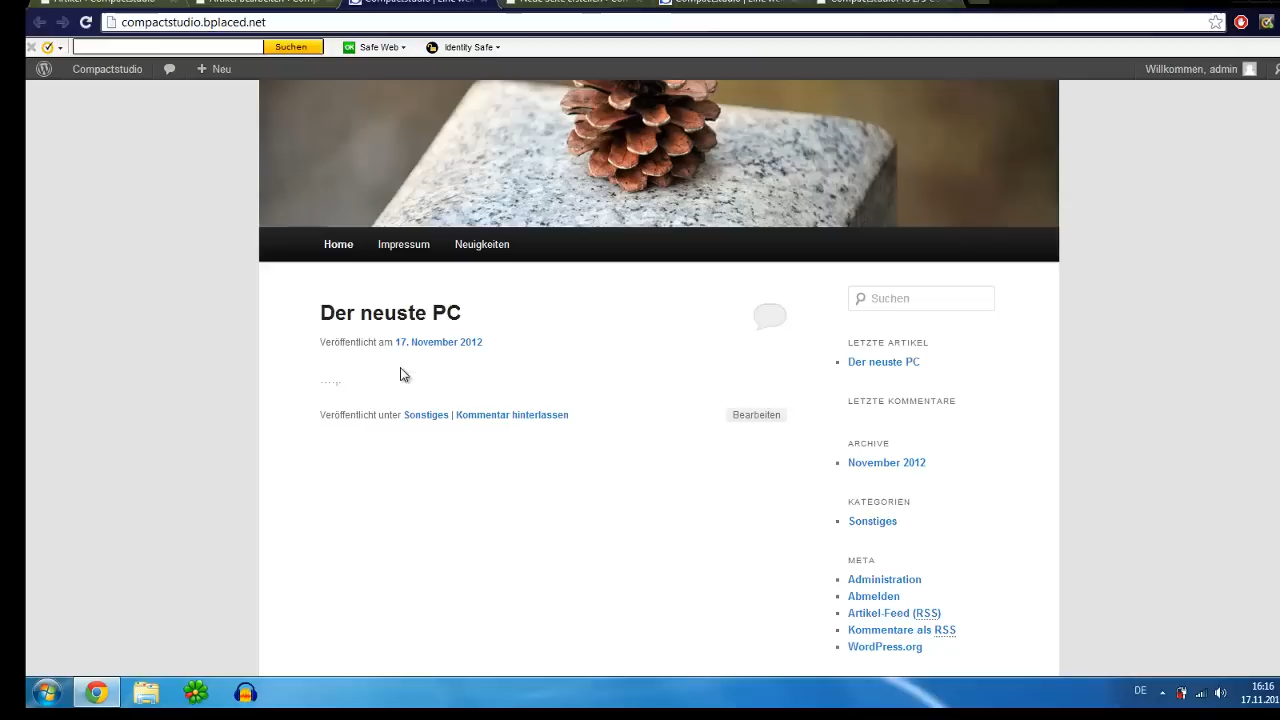 compactstudio.bplaced.net
Suchen Safe Web Identity Safe
Compactstudio Neu Willkommen, admin
Home Impressum Neuigkeiten
Der neuste PC
Veröffentlicht am 17. November 2012
....,.
Veröffentlicht unter Sonstiges | Kommentar hinterlassen Bearbeiten
Suchen
LETZTE ARTIKEL
Der neuste PC
LETZTE KOMMENTARE
ARCHIVE
November 2012
KATEGORIEN
Sonstiges
META
Administration
Abmelden
Artikel-Feed (RSS)
Kommentare als RSS
WordPress.org
DE 16:16
17.11.201